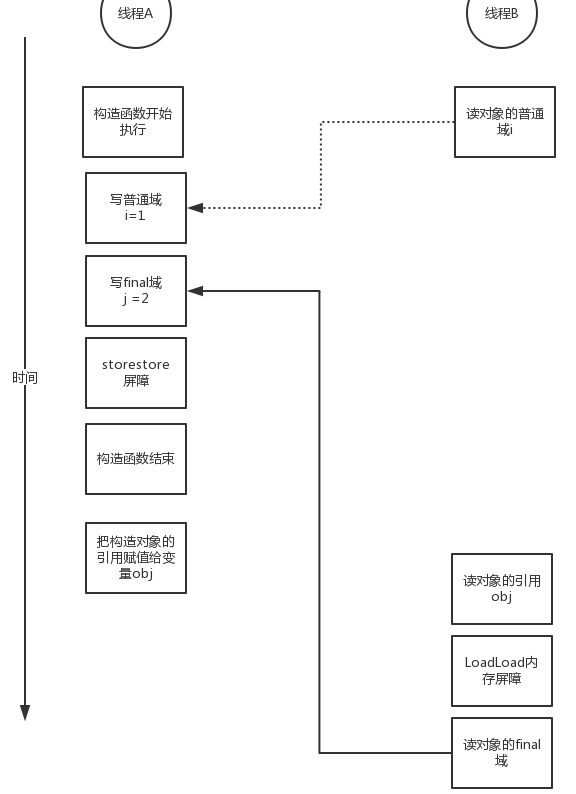 线程A
线程B
构造函数开始
执行
读对象的普通
域i
写普通域
i=1
写final域
j =2
storestore
屏障
时间
构造函数结束
把构造对象的
引用赋值给变
量obj
读对象的引用
obj
LoadLoad内
存屏障
读对象的final
域